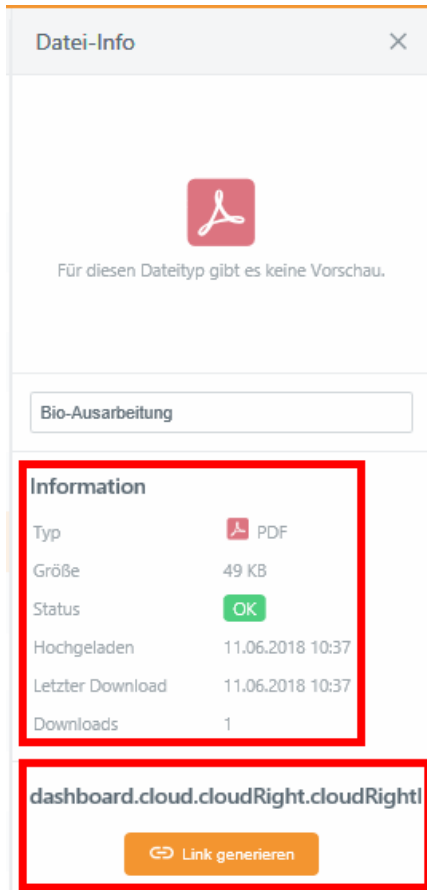 Datei-Info
Für diesen Dateityp gibt es keine Vorschau.
Bio-Ausarbeitung
Information
Typ PDF
Größe 49 KB
Status OK
Hochgeladen 11.06.2018 10:37
Letzter Download 11.06.2018 10:37
Downloads 1
dashboard.cloud.cloudRight.cloudRightl
Link generieren